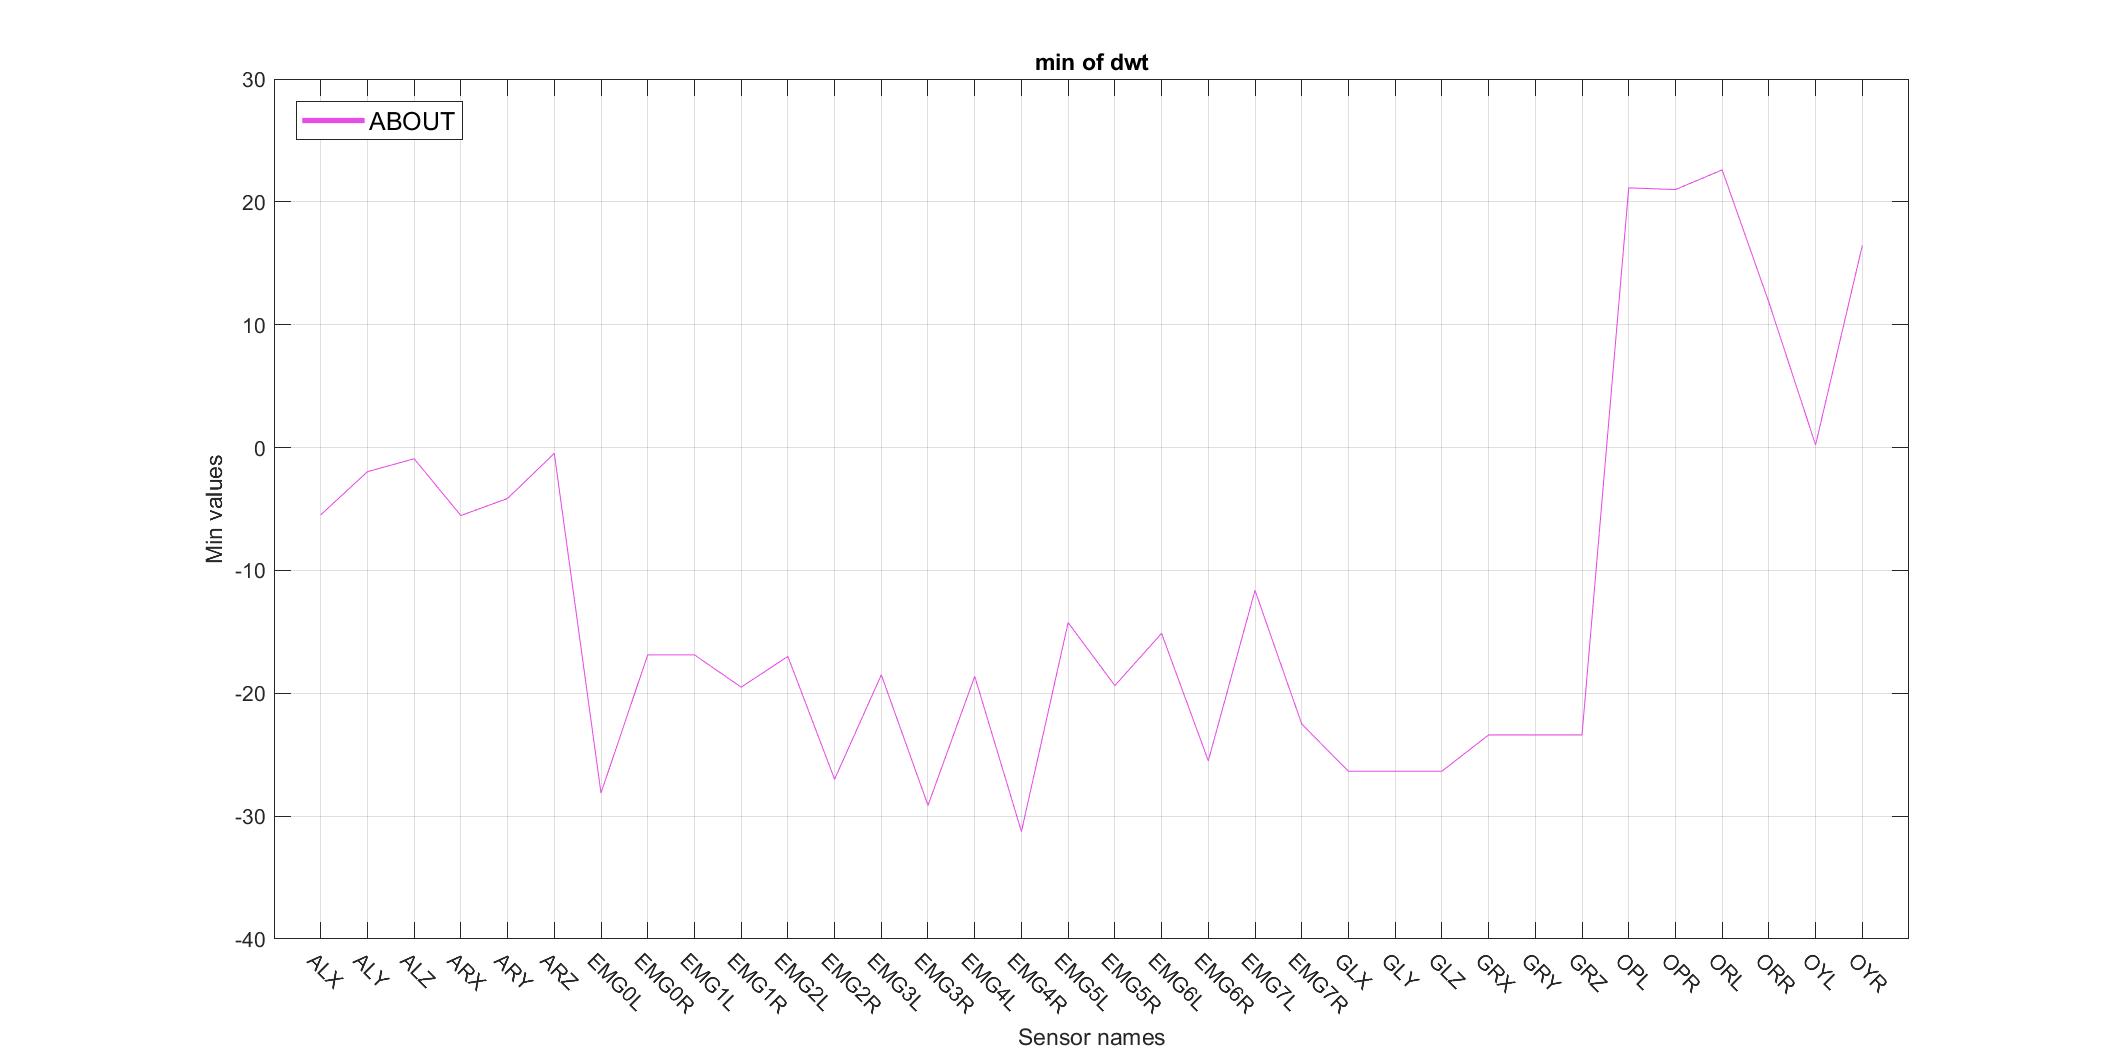 min of dwt
ABOUT
30
20
10
0
-10
-20
-30
-40
Min values
ALX
ALY
ALZ
ARX
ARY
ARZ
EMG0L
EMG0R
EMG1L
EMG1R
EMG2L
EMG2R
EMG3L
EMG3R
EMG4L
EMG4R
EMG5L
EMG5R
EMG6L
EMG6R
EMG7L
EMG7R
GLX
GLY
GLZ
GRX
GRY
GRZ
OPL
OPR
ORL
ORR
OYL
OYR
Sensor names